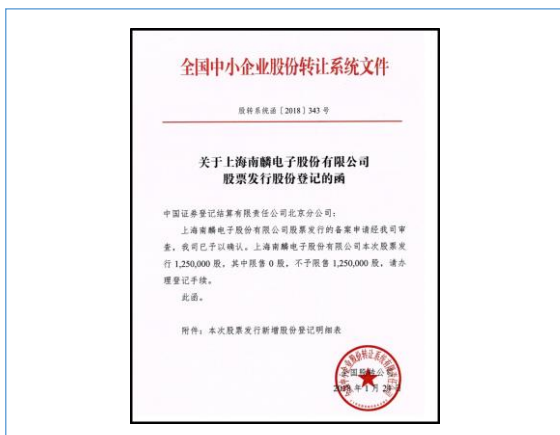 全国中小企业股份转让系统文件
股转系统函〔2018〕343 号
关于上海南麟电子股份有限公司
股票发行股份登记的函
中国证券登记结算有限责任公司北京分公司:
上海南麟电子股份有限公司股票发行的备案申请经我司审
查,我司已予以确认。上海南麟电子股份有限公司本次股票发
行 1,250,000 股,其中限售 0 股,不予限售 1,250,000 股。请办
理登记手续。
此函。
附件:本次股票发行新增股份登记明细表